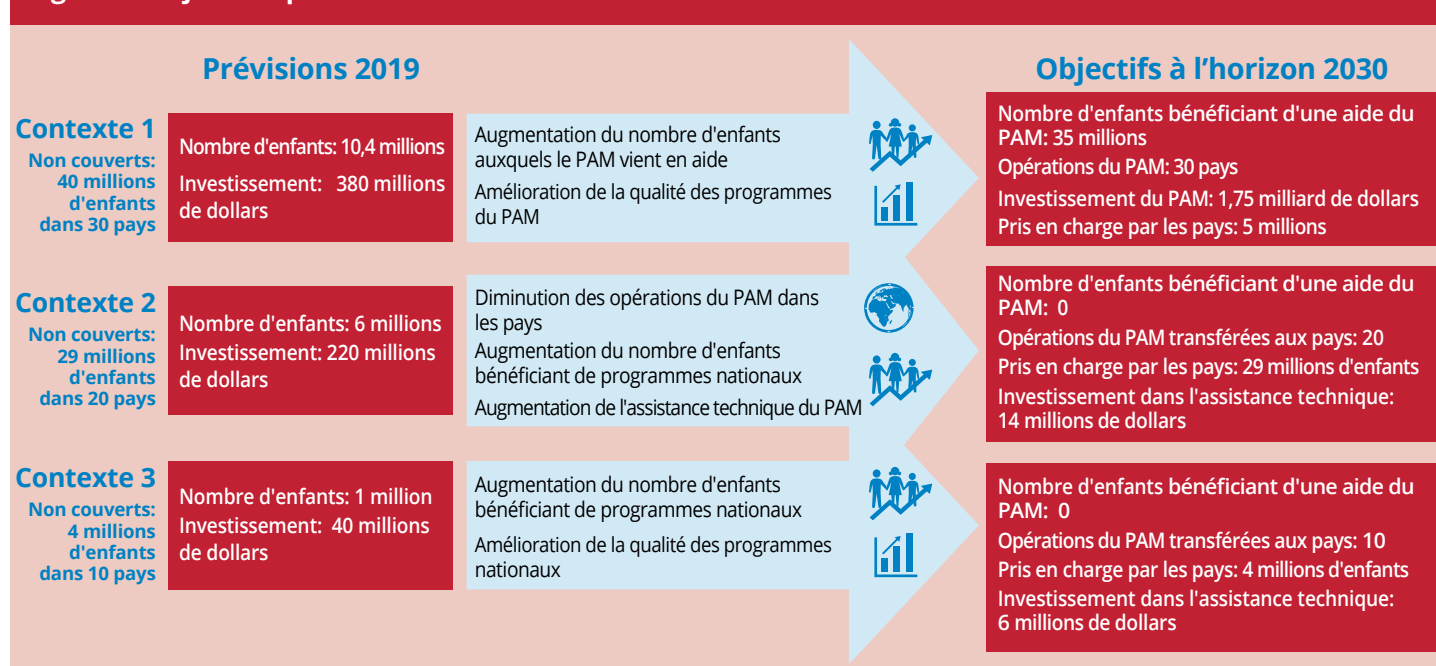 Prévisions 2019
Objectifs à l’horizon 2030
Contexte 1
Non couverts:
40 millions
d'enfants
dans 30 pays
Nombre d'enfants: 10,4 millions
Investissement: 380 millions
de dollars
Augmentation du nombre d'enfants
auxquels le PAM vient en aide
Amélioration de la qualité des programmes
du PAM
Nombre d'enfants bénéficiant d'une aide du
PAM: 35 millions
Opérations du PAM: 30 pays
Investissement du PAM: 1,75 milliard de dollars
Pris en charge par les pays: 5 millions
Contexte 2
Non couverts:
29 millions
d'enfants
dans 20 pays
Nombre d'enfants: 6 millions
Investissement: 220 millions
de dollars
Diminution des opérations du PAM dans
les pays
Augmentation du nombre d'enfants
bénéficiant de programmes nationaux
Augmentation de l'assistance technique du PAM
Nombre d'enfants bénéficiant d'une aide du
PAM: 0
Opérations du PAM transférées aux pays: 20
Pris en charge par les pays: 29 millions d'enfants
Investissement dans l'assistance technique:
14 millions de dollars
Contexte 3
Non couverts:
4 millions
d'enfants
dans 10 pays
Nombre d'enfants: 1 million
Investissement: 40 millions
de dollars
Augmentation du nombre d'enfants
bénéficiant de programmes nationaux
Amélioration de la qualité des programmes
nationaux
Nombre d'enfants bénéficiant d'une aide du
PAM: 0
Opérations du PAM transférées aux pays: 10
Pris en charge par les pays: 4 millions d'enfants
Investissement dans l'assistance technique:
6 millions de dollars